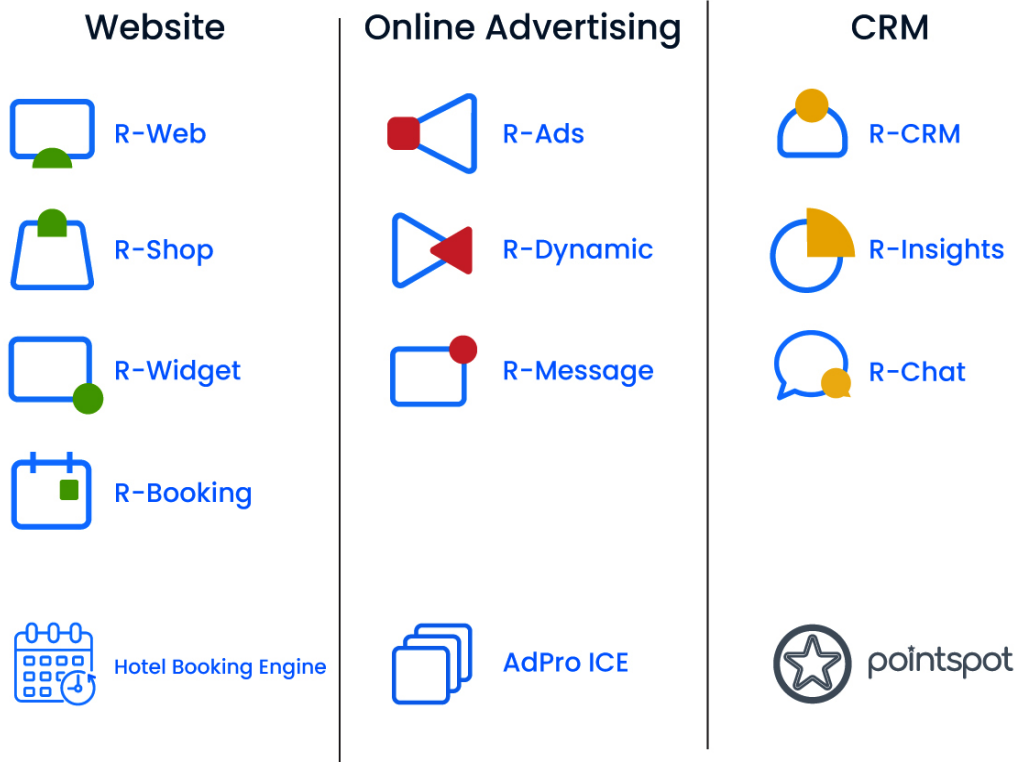 Website
R-Web
R-Shop
R-Widget
R-Booking
Hotel Booking Engine
Online Advertising
R-Ads
R-Dynamic
R-Message
AdPro ICE
CRM
R-CRM
R-Insights
R-Chat
pointspot